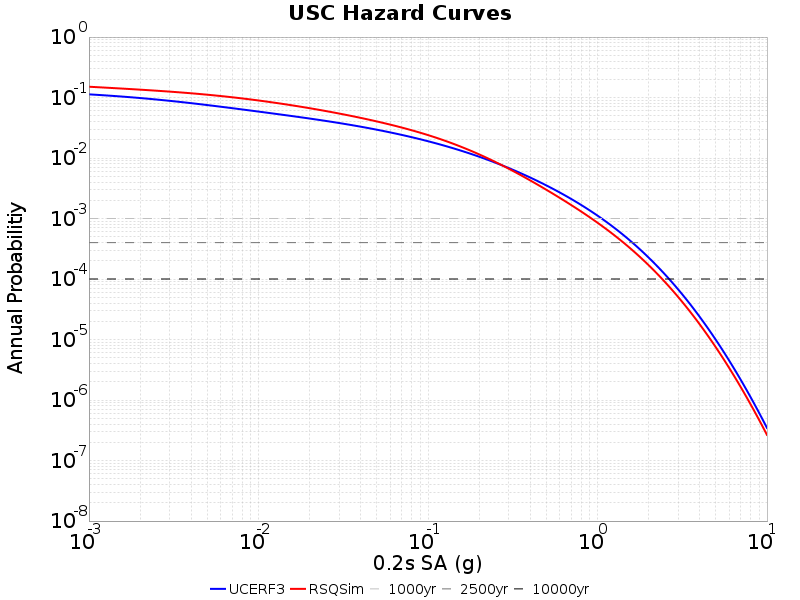 USC Hazard Curves
Annual Probabilitiy
10^0
10^-1
10^-2
10^-3
10^-4
10^-5
10^-6
10^-7
10^-8
10^-3 10^-2 10^-1 10^0 10^1
0.2s SA (g)
UCERF3 RSQSim 1000yr 2500yr 10000yr